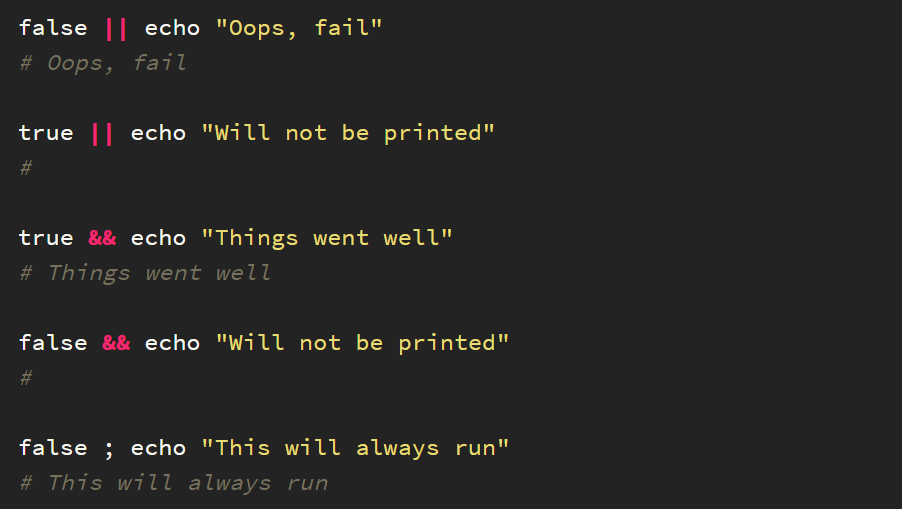 false || echo "Oops, fail"
# Oops, fail
true || echo "Will not be printed"
#
true && echo "Things went well"
# Things went well
false && echo "Will not be printed"
#
false ; echo "This will always run"
# This will always run